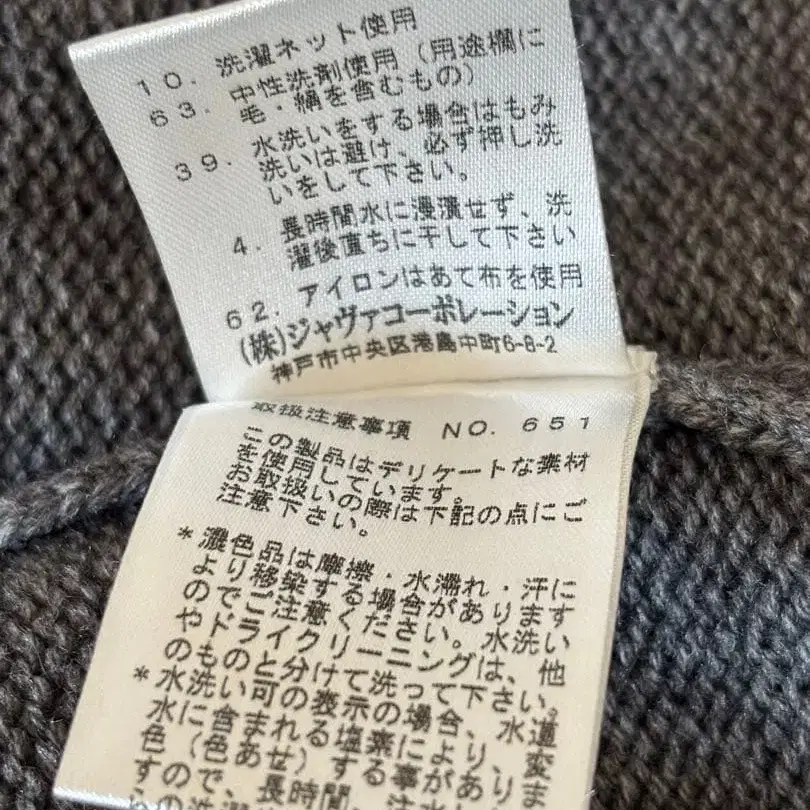 10. 洗濯ネット使用
63. 中性洗剤使用（用途欄に
毛・絹を含むもの）
39. 水洗いをする場合はもみ
洗いは避け、必ず押し洗
いをして下さい。
4. 長時間水に浸漬せず、洗
濯後直ちに干して下さい
62. アイロンはあて布を使用
(株)ジャヴァコーポレーション
神戸市中央区港島中町6-8-2
取扱注意事項 NO. 651
この製品はデリケートな素材
を使用しています。
お取扱いの際は下記の点にご
注意下さい。
*濃色品は摩擦・水濡れ・汗に
より移染する場合があります
のでご注意ください。水洗い
やドライクリーニングは、他
のものと分けて洗って下さい。
*水洗い可の表示の場合、水道
水に含まれる塩素により、変
色（色あせ）する事がありま
すので、長時間、注水